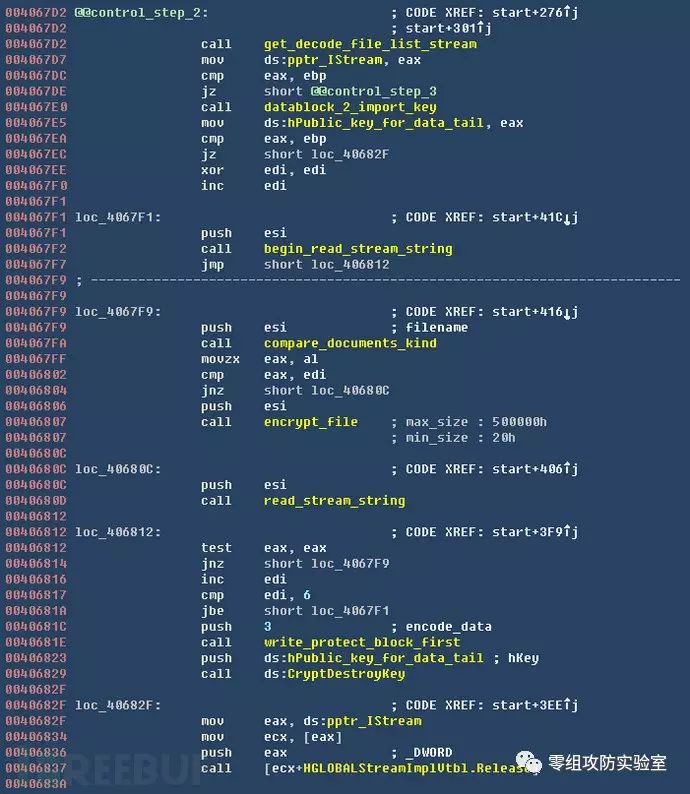 004067D2 @@control_step_2: ; CODE XREF: start+276↑j
004067D2 ; start+301↑j
004067D2 call get_decode_file_list_stream
004067D7 mov ds:pptr_IStream, eax
004067DC cmp eax, ebp
004067DE jz short @@control_step_3
004067E0 call datablock_2_import_key
004067E5 mov ds:hPublic_key_for_data_tail, eax
004067EA cmp eax, ebp
004067EC jz short loc_40682F
004067EE xor edi, edi
004067F0 inc edi
004067F1
004067F1 loc_4067F1: ; CODE XREF: start+41C↓j
004067F1 push esi
004067F2 call begin_read_stream_string
004067F7 jmp short loc_406812
004067F9 ; ---------------------------------------------------------------------------
004067F9
004067F9 loc_4067F9: ; CODE XREF: start+416↓j
004067F9 push esi ; filename
004067FA call compare_documents_kind
004067FF movzx eax, al
00406802 cmp eax, edi
00406804 jnz short loc_40680C
00406806 push esi
00406807 call encrypt_file ; max_size : 500000h
00406807 ; min_size : 20h
0040680C
0040680C loc_40680C: ; CODE XREF: start+406↑j
0040680C push esi
0040680D call read_stream_string
00406812
00406812 loc_406812: ; CODE XREF: start+3F9↑j
00406812 test eax, eax
00406814 jnz short loc_4067F9
00406816 inc edi
00406817 cmp edi, 6
0040681A jbe short loc_4067F1
0040681C push 3 ; encode_data
0040681E call write_protect_block_first
00406823 push ds:hPublic_key_for_data_tail ; hKey
00406829 call ds:CryptDestroyKey
0040682F
0040682F loc_40682F: ; CODE XREF: start+3EE↑j
0040682F mov eax, ds:pptr_IStream
00406834 mov ecx, [eax]
00406836 push eax ; _DWORD
00406837 call [ecx+HGLOBALStreamImplVtbl.Release]
0040683A
零组攻防实验室